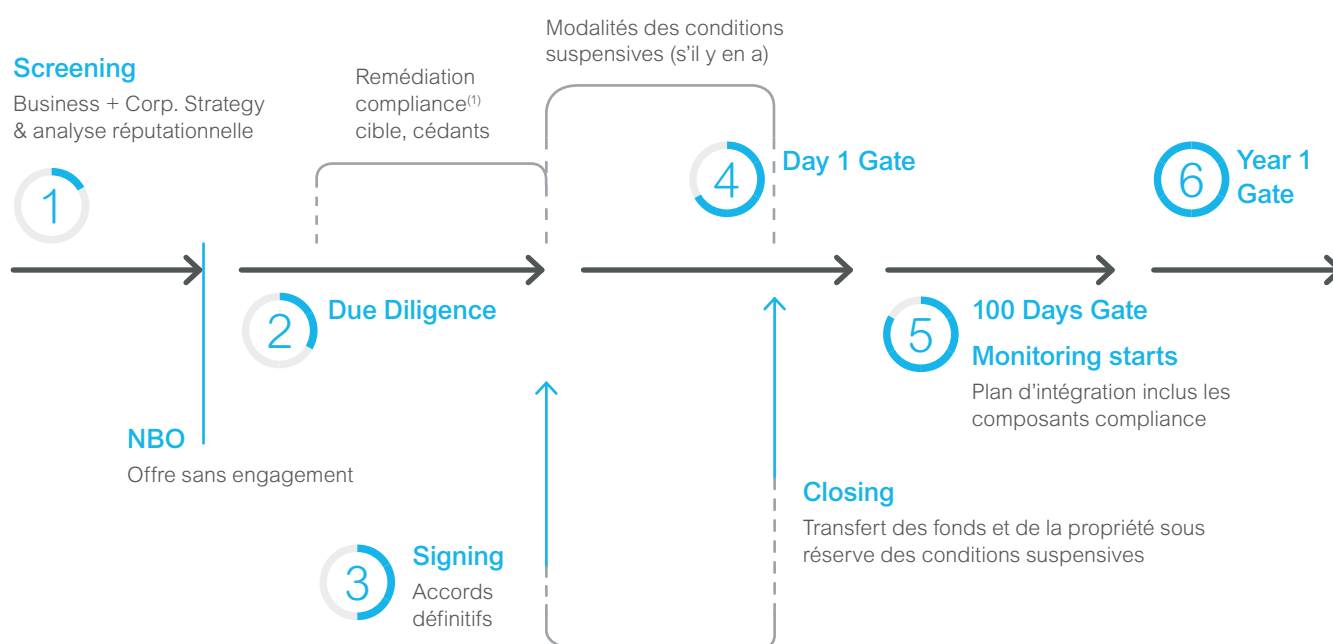 Screening
Business + Corp. Strategy
& analyse réputationnelle
1
NBO
Offre sans engagement
Remédiation
compliance(1)
cible, cédants
2
Due Diligence
3
Signing
Accords
définitifs
Modalités des conditions
suspensives (s’il y en a)
4
Day 1 Gate
Closing
Transfert des fonds et de la propriété sous
réserve des conditions suspensives
5
100 Days Gate
Monitoring starts
Plan d’intégration inclus les
composants compliance
6
Year 1
Gate